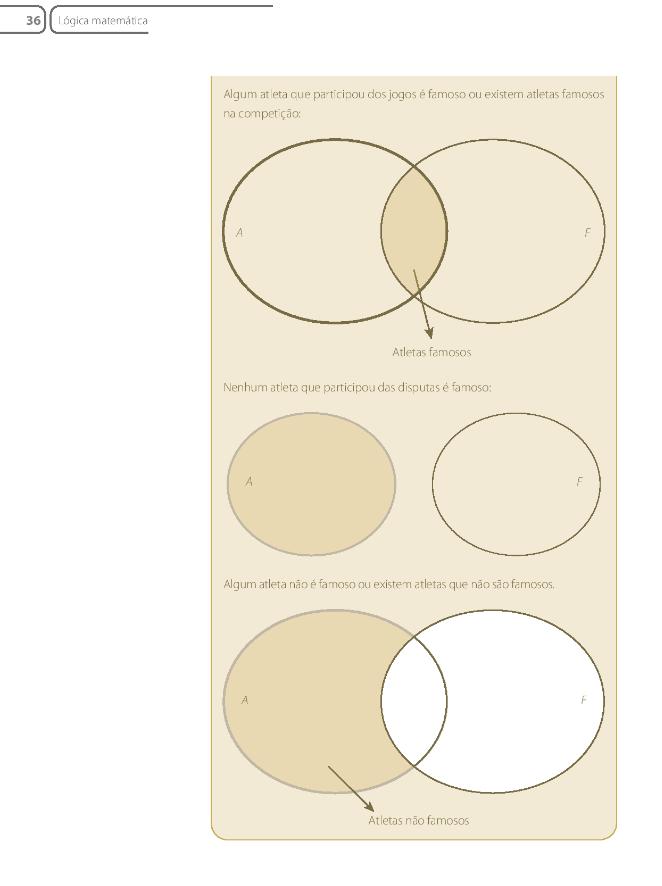 36 Lógica matemática
Algum atleta que participou dos jogos é famoso ou existem atletas famosos
na competição:
A
F
Atletas famosos
Nenhum atleta que participou das disputas é famoso:
A
F
Algum atleta não é famoso ou existem atletas que não são famosos.
A
F
Atletas não famosos